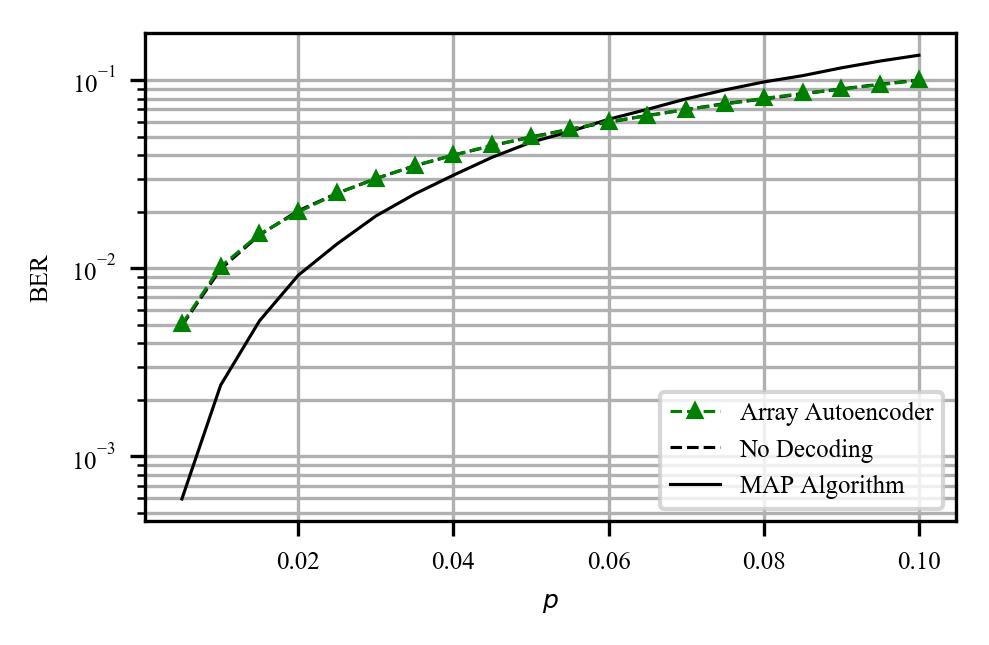 10⁻¹
10⁻²
10⁻³
BER
Array Autoencoder
No Decoding
MAP Algorithm
0.02 0.04 0.06 0.08 0.10
p